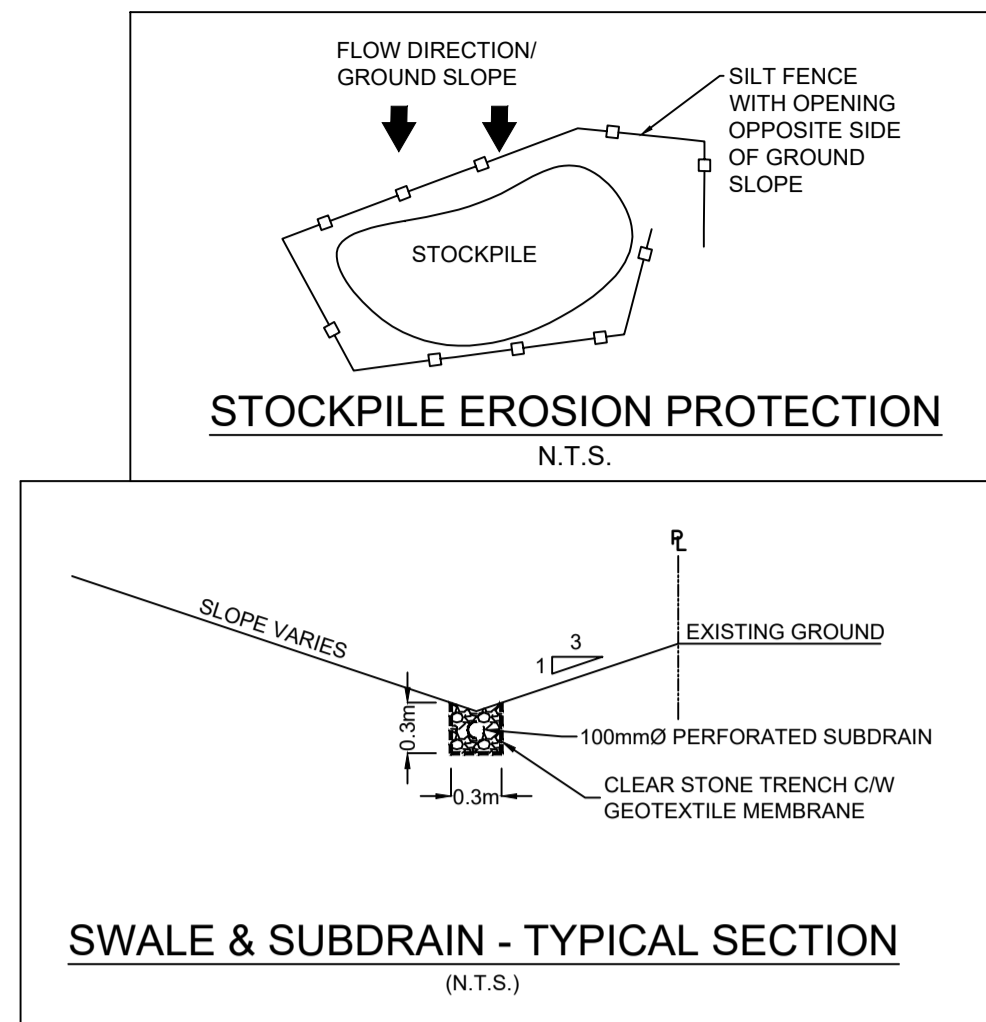 FLOW DIRECTION/
GROUND SLOPE
SILT FENCE
WITH OPENING
OPPOSITE SIDE
OF GROUND
SLOPE
STOCKPILE
STOCKPILE EROSION PROTECTION
N.T.S.
PL
SLOPE VARIES
3
1
EXISTING GROUND
0.3m
100mmØ PERFORATED SUBDRAIN
0.3m
CLEAR STONE TRENCH C/W
GEOTEXTILE MEMBRANE
SWALE & SUBDRAIN - TYPICAL SECTION
(N.T.S.)